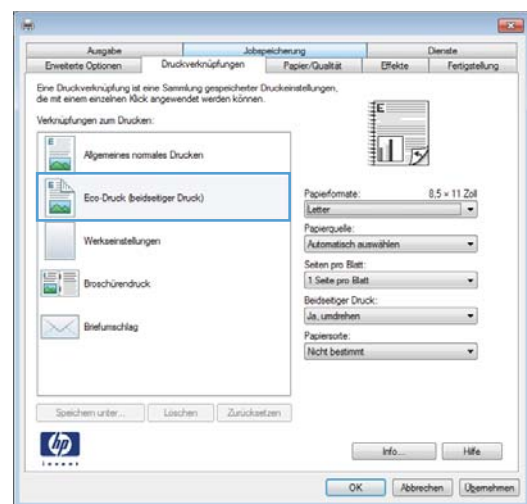 Ausgabe
Jobspeicherung
Dienste
Erweiterte Optionen
Druckverknüpfungen
Papier/Qualität
Effekte
Fertigstellung
Eine Druckverknüpfung ist eine Sammlung gespeicherter Druckeinstellungen,
die mit einem einzelnen Klick angewendet werden können.
Verknüpfungen zum Drucken:
E
Allgemeines normales Drucken
E
Eco-Druck (beidseitiger Druck)
Werkseinstellungen
Broschürendruck
Briefumschlag
Speichern unter...
Löschen
Zurücksetzen
E
Papierformate:
8,5 × 11 Zoll
Letter
Papierquelle:
Automatisch auswählen
Seiten pro Blatt:
1 Seite pro Blatt
Beidseitiger Druck:
Ja, umdrehen
Papiersorte:
Nicht bestimmt
hp
invent
Info...
Hilfe
OK
Abbrechen
Übernehmen